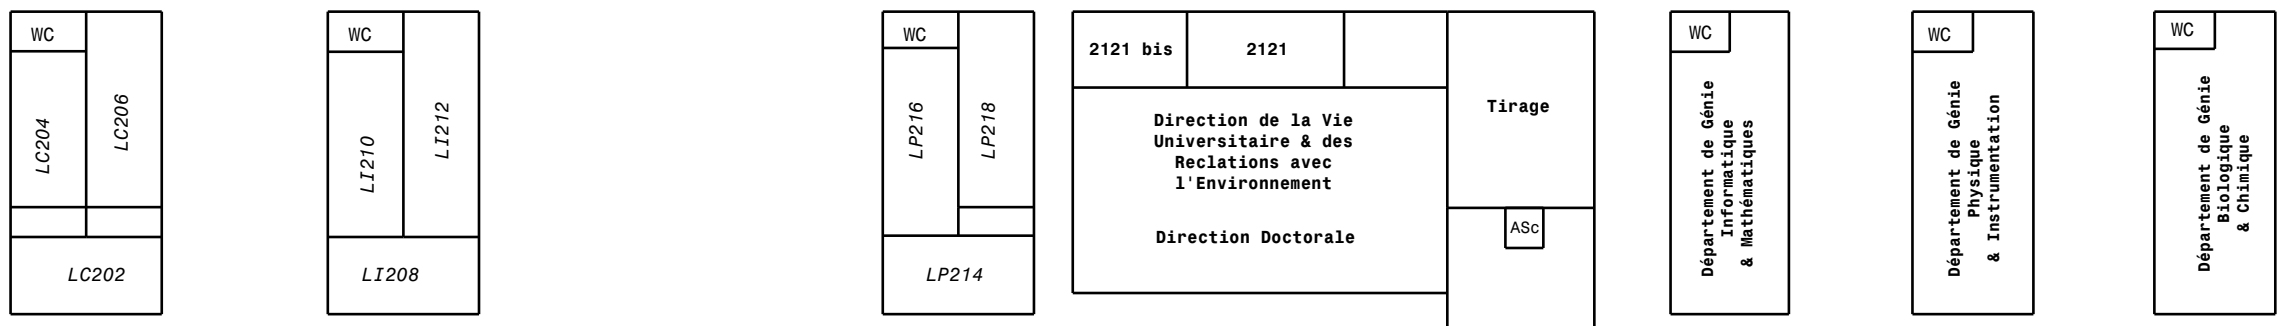 WC
LC204
LC206
LC202
WC
LI210
LI212
LI208
WC
LP216
LP218
LP214
2121 bis
2121
Direction de la Vie
Universitaire & des
Reclations avec
l'Environnement
Direction Doctorale
Tirage
ASc
WC
Département de Génie
Informatique
& Mathématiques
WC
Département de Génie
Physique
& Instrumentation
WC
Département de Génie
Biologique
& Chimique